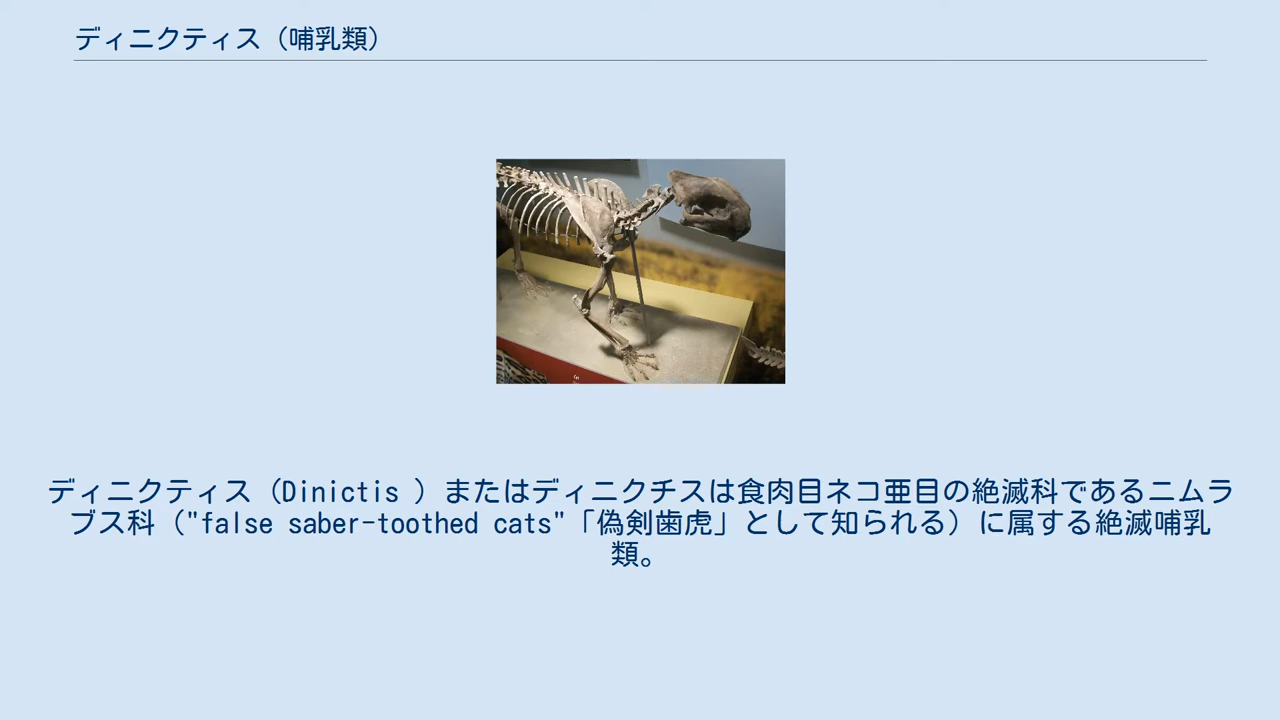 ディニクティス（哺乳類）
ディニクティス（Dinictis ）またはディニクチスは食肉目ネコ亜目の絶滅科であるニムラ
ブス科（"false saber-toothed cats"「偽剣歯虎」として知られる）に属する絶滅哺乳
類。